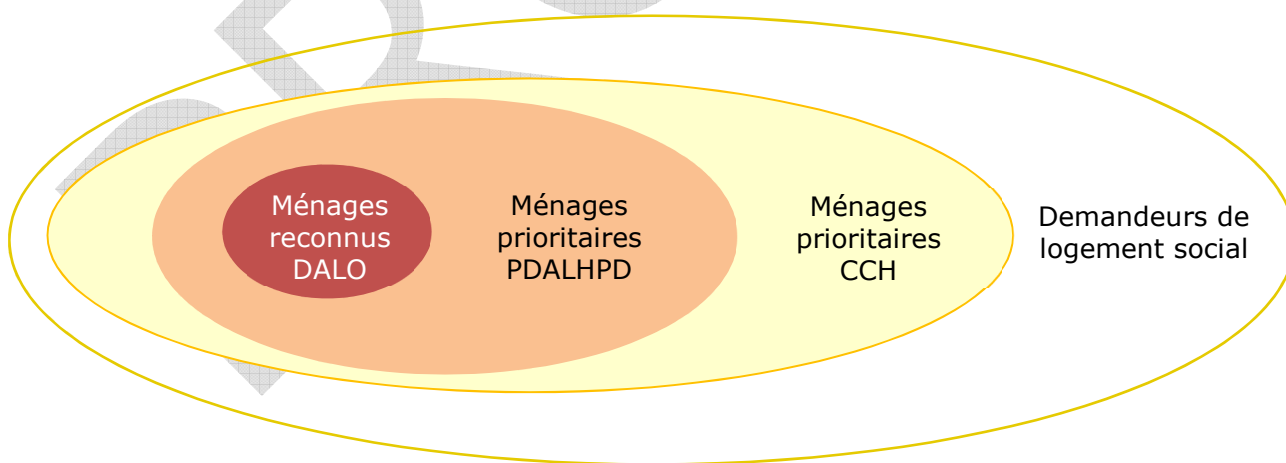 Ménages
reconnus
DALO
Ménages
prioritaires
PDALHPD
Ménages
prioritaires
CCH
Demandeurs de
logement social